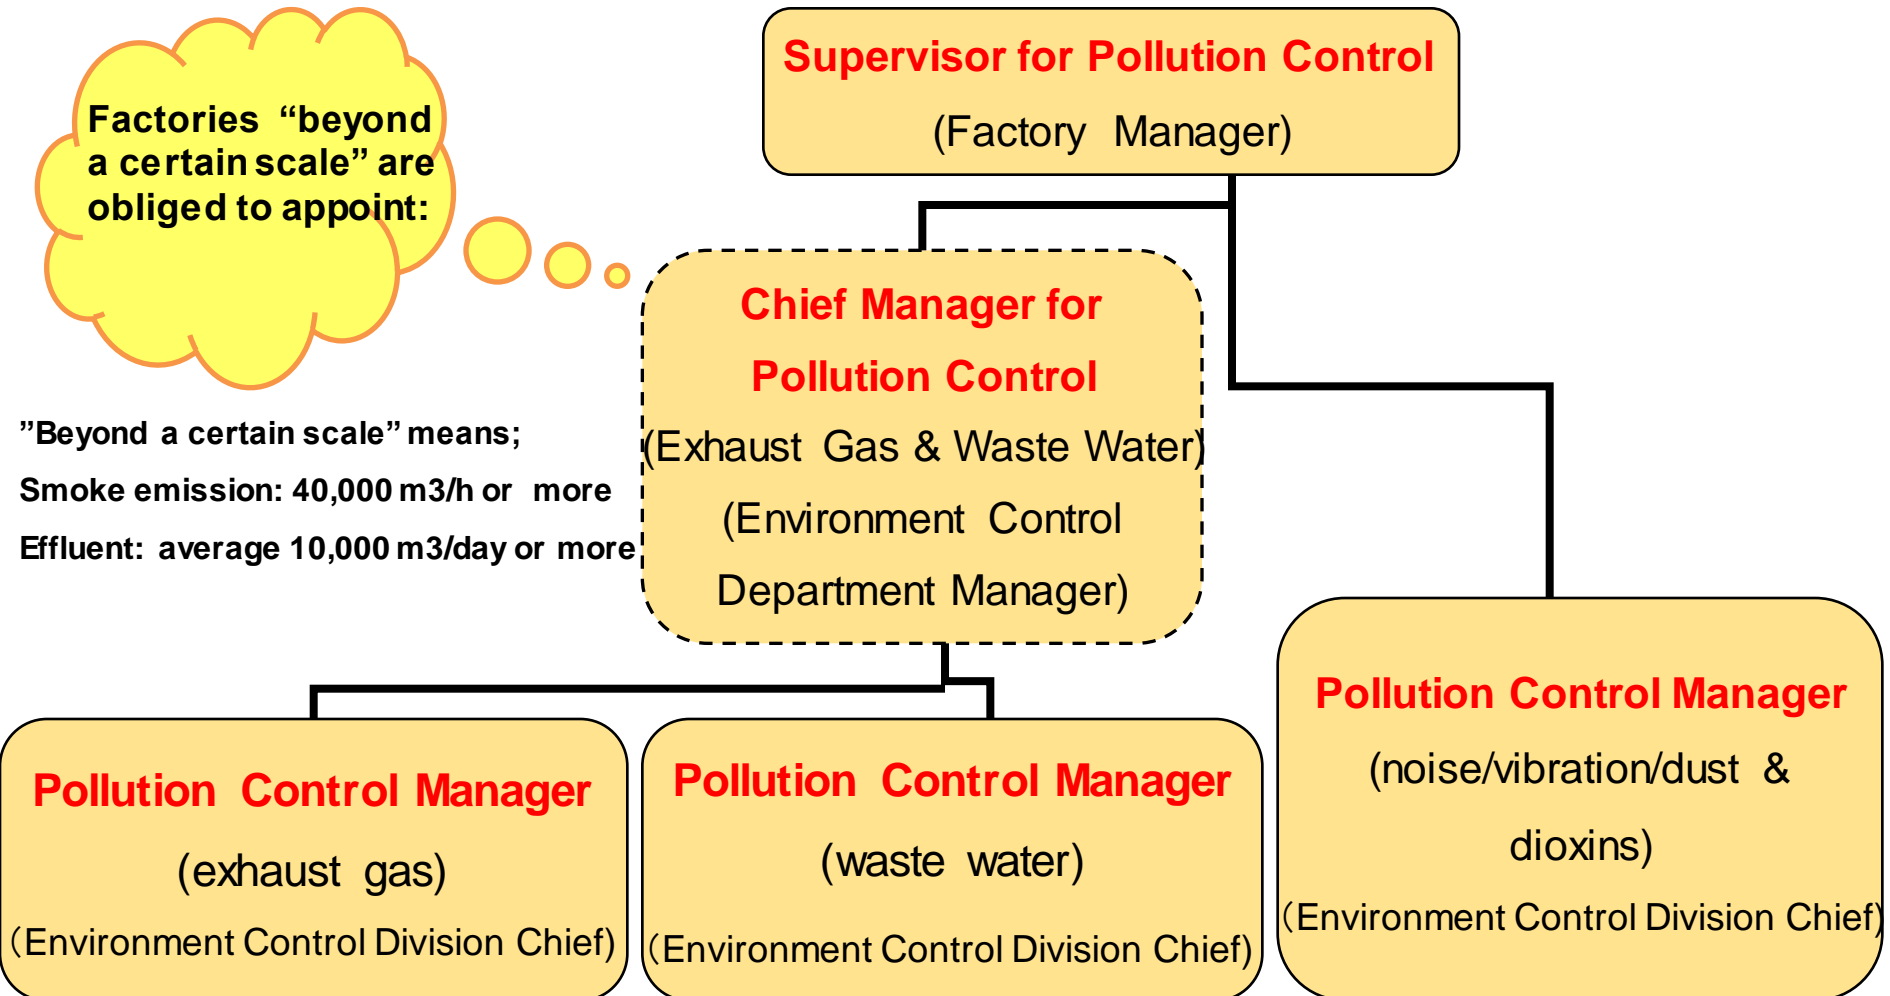 Factories “beyond
a certain scale” are
obliged to appoint:
Supervisor for Pollution Control
(Factory Manager)
Chief Manager for
Pollution Control
(Exhaust Gas & Waste Water)
(Environment Control
Department Manager)
”Beyond a certain scale” means;
Smoke emission: 40,000 m3/h or more
Effluent: average 10,000 m3/day or more
Pollution Control Manager
(exhaust gas)
（Environment Control Division Chief)
Pollution Control Manager
(waste water)
（Environment Control Division Chief)
Pollution Control Manager
(noise/vibration/dust &
dioxins)
（Environment Control Division Chief)